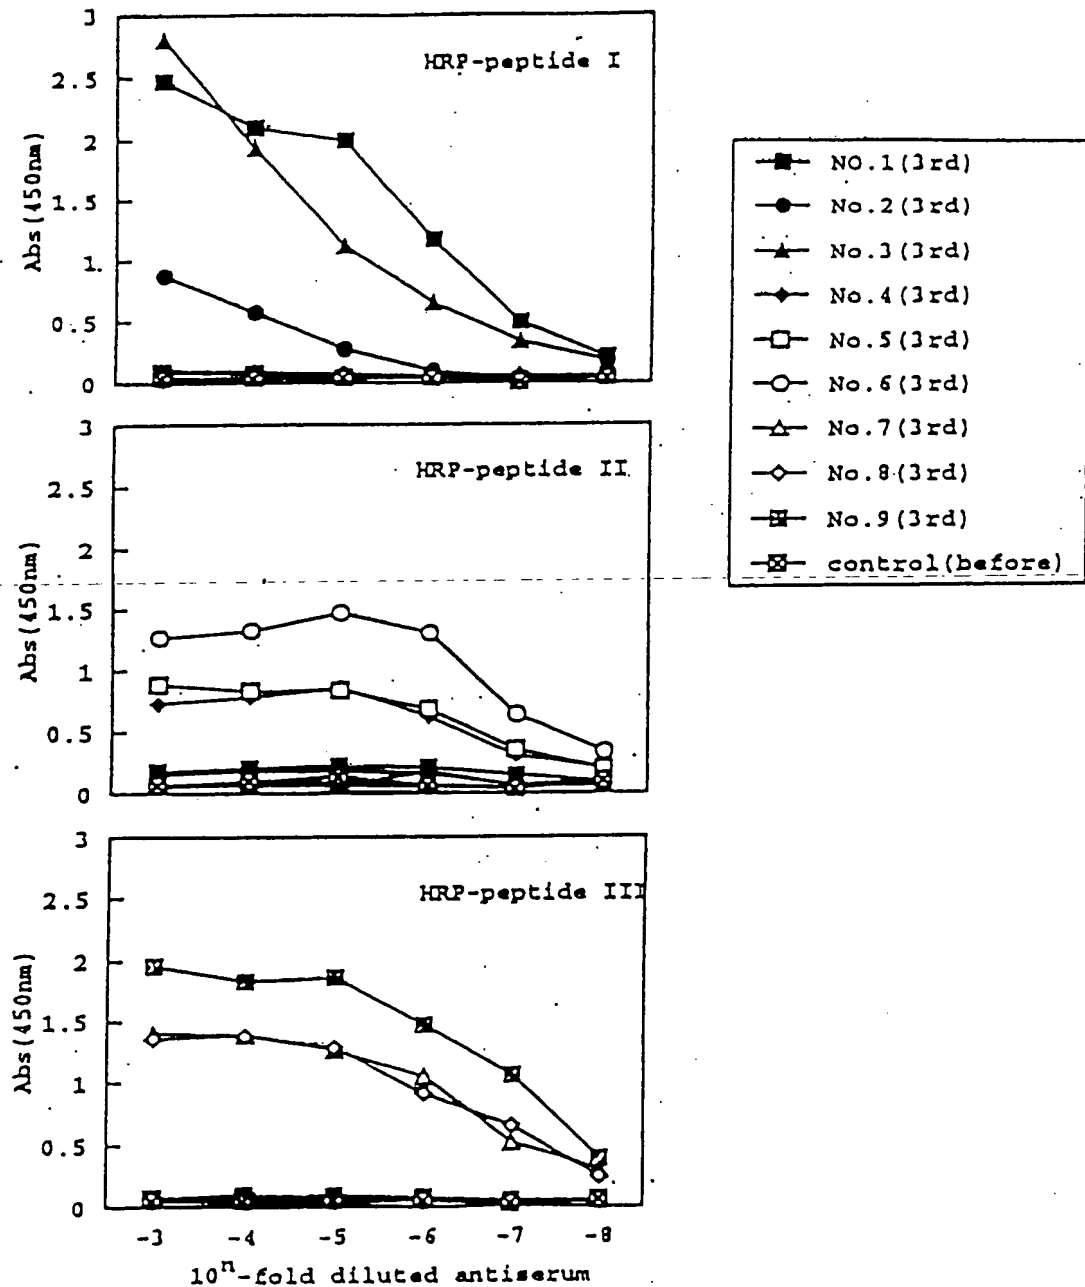 3
2.5
2
1.5
1
0.5
0
Abs(450nm)
HRP-peptide I
3
2.5
2
1.5
1
0.5
0
Abs(450nm)
HRP-peptide II
3
2.5
2
1.5
1
0.5
0
Abs(450nm)
HRP-peptide III
-3 -4 -5 -6 -7 -8
10ⁿ-fold diluted antiserum
NO.1(3rd)
No.2(3rd)
No.3(3rd)
No.4(3rd)
No.5(3rd)
No.6(3rd)
No.7(3rd)
No.8(3rd)
No.9(3rd)
control(before)